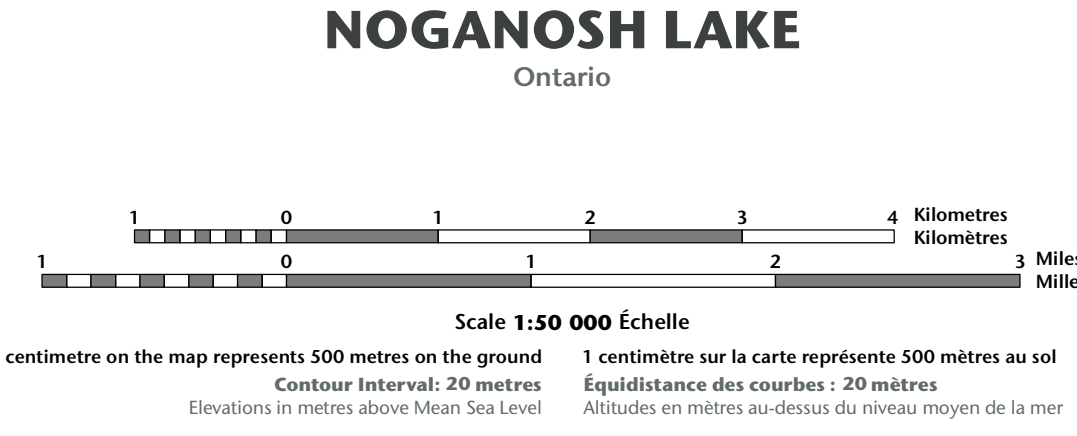 NOGANOSH LAKE
Ontario
1 0 1 2 3 4 Kilometres
Kilomètres
1 0 1 2 3 Miles
Mille
Scale 1:50 000 Échelle
centimetre on the map represents 500 metres on the ground
1 centimètre sur la carte représente 500 mètres au sol
Contour Interval: 20 metres
Équidistance des courbes : 20 mètres
Elevations in metres above Mean Sea Level
Altitudes en mètres au-dessus du niveau moyen de la mer